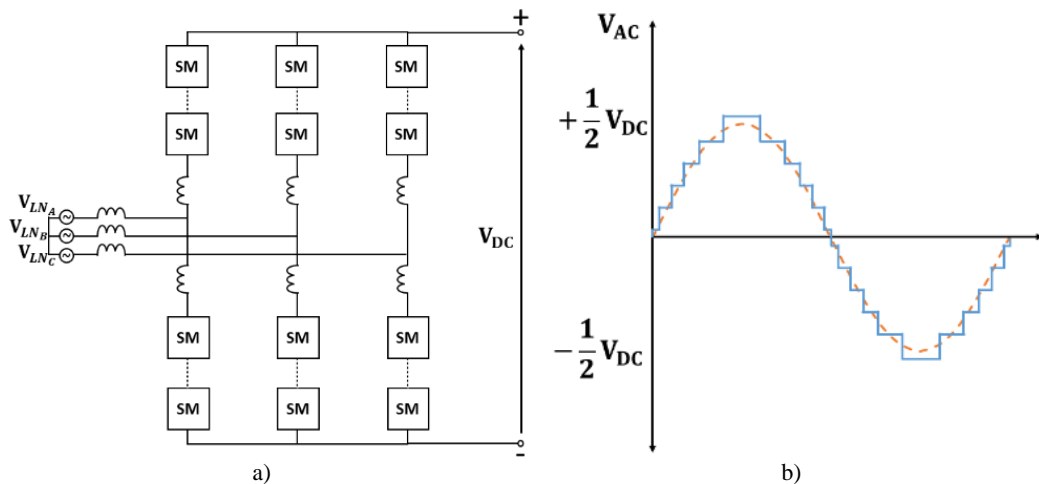 +
SM SM SM
SM SM SM
V_LN_A
V_LN_B
V_LN_C
V_DC
SM SM SM
SM SM SM
-
a)
V_AC
+ 1/2 V_DC
- 1/2 V_DC
b)